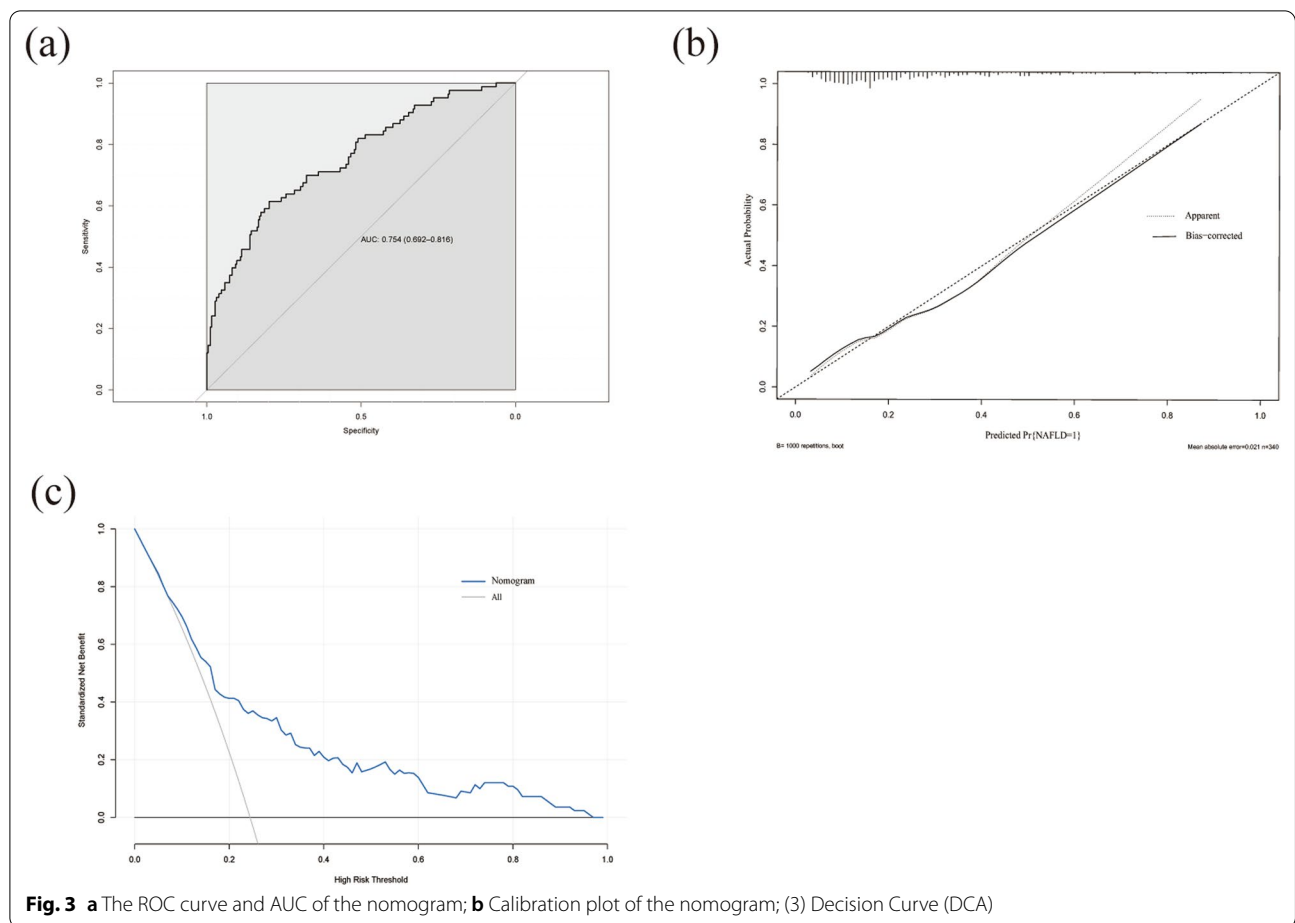 (a)
1.0
0.8
0.6
0.4
0.2
0.0
Sensitivity
AUC: 0.754 (0.692–0.816)
1.0
0.5
0.0
Specificity
(b)
1.0
0.8
0.6
0.4
0.2
0.0
Actual Probability
Apparent
Bias-corrected
0.0
0.2
0.4
0.6
0.8
1.0
Predicted Pr{NAFLD=1}
B= 1000 repetitions, boot
Mean absolute error=0.021 n=340
(c)
1.0
0.8
0.6
0.4
0.2
0.0
Standardized Net Benefit
Nomogram
All
0.0
0.2
0.4
0.6
0.8
1.0
High Risk Threshold
Fig. 3 a The ROC curve and AUC of the nomogram; b Calibration plot of the nomogram; (3) Decision Curve (DCA)